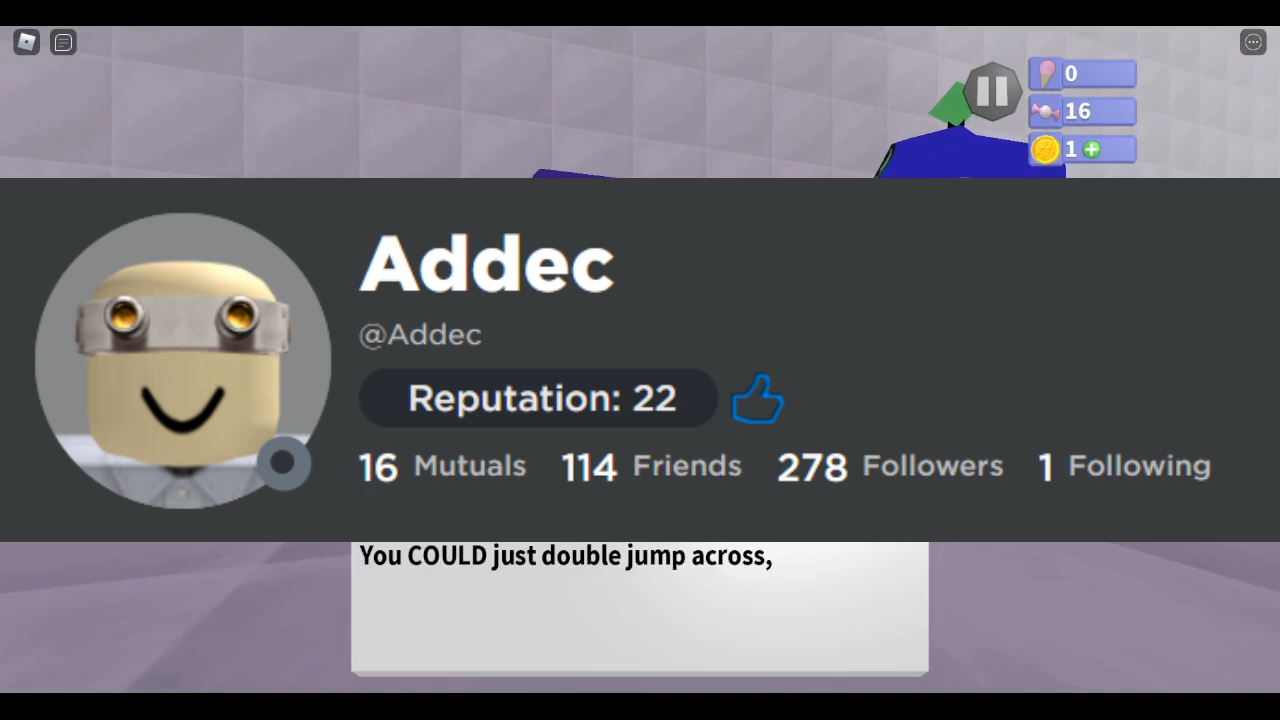 0
16
1
Addec
@Addec
Reputation: 22
16 Mutuals 114 Friends 278 Followers 1 Following
You COULD just double jump across,